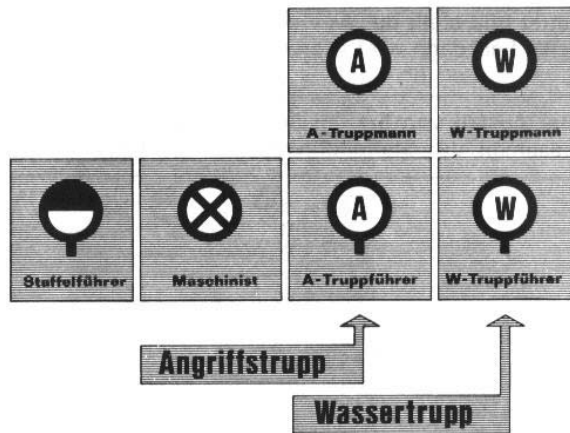 A W
A-Truppmann W-Truppmann
A W
Staffelführer Maschinist A-Truppführer W-Truppführer
Angriffstrupp
Wassertrupp